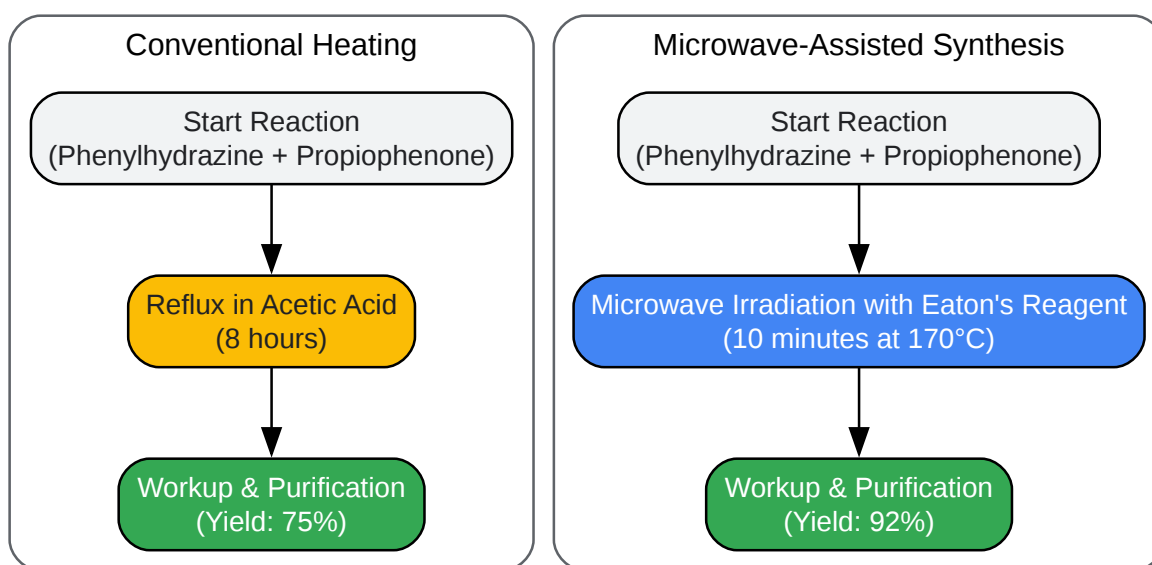 Conventional Heating
Start Reaction
(Phenylhydrazine + Propiophenone)
Reflux in Acetic Acid
(8 hours)
Workup & Purification
(Yield: 75%)
Microwave-Assisted Synthesis
Start Reaction
(Phenylhydrazine + Propiophenone)
Microwave Irradiation with Eaton's Reagent
(10 minutes at 170°C)
Workup & Purification
(Yield: 92%)